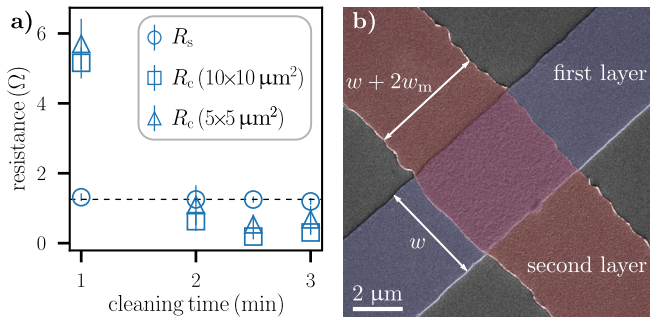 a)
resistance (Ω)
6
4
2
0
R_s
R_c (10×10 μm²)
R_c (5×5 μm²)
1
2
3
cleaning time (min)
b)
w + 2w_m
first layer
w
second layer
2 μm